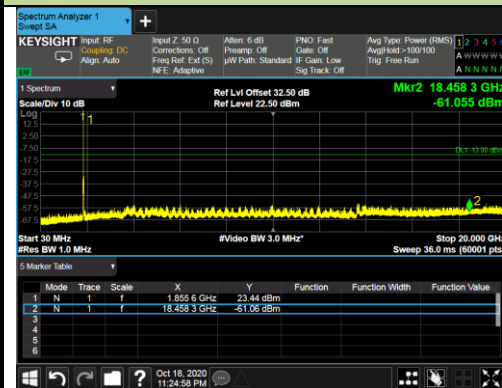 Spectrum Analyzer 1
Swept SA
KEYSIGHT Input: RF Input Z: 50 Ω Atten: 6 dB PNO: Fast Avg Type: Power (RMS) 1 2 3 4 5
Coupling: DC Corrections: Off Preamp: Off Gate: Off Avg|Hold:>100/100
Align: Auto Freq Ref: Ext (S) µW Path: Standard IF Gain: Low Trig: Free Run
NFE: Adaptive Sig Track: Off
1 Spectrum
Ref Lvl Offset 32.50 dB Mkr2 18.458 3 GHz
Scale/Div 10 dB Ref Level 22.50 dBm -61.055 dBm
Log
12.5
2.50
-7.50
-17.5
-27.5
-37.5
-47.5
-57.5
-67.5
1
DL1 -13.00 dBm
2
Start 30 MHz #Video BW 3.0 MHz* Stop 20.000 GHz
#Res BW 1.0 MHz Sweep 36.0 ms (60001 pts)
5 Marker Table
Mode Trace Scale X Y Function Function Width Function Value
1 N 1 f 1.855 6 GHz 23.44 dBm
2 N 1 f 18.458 3 GHz -61.06 dBm
3
4
5
6
Oct 18, 2020
11:24:58 PM